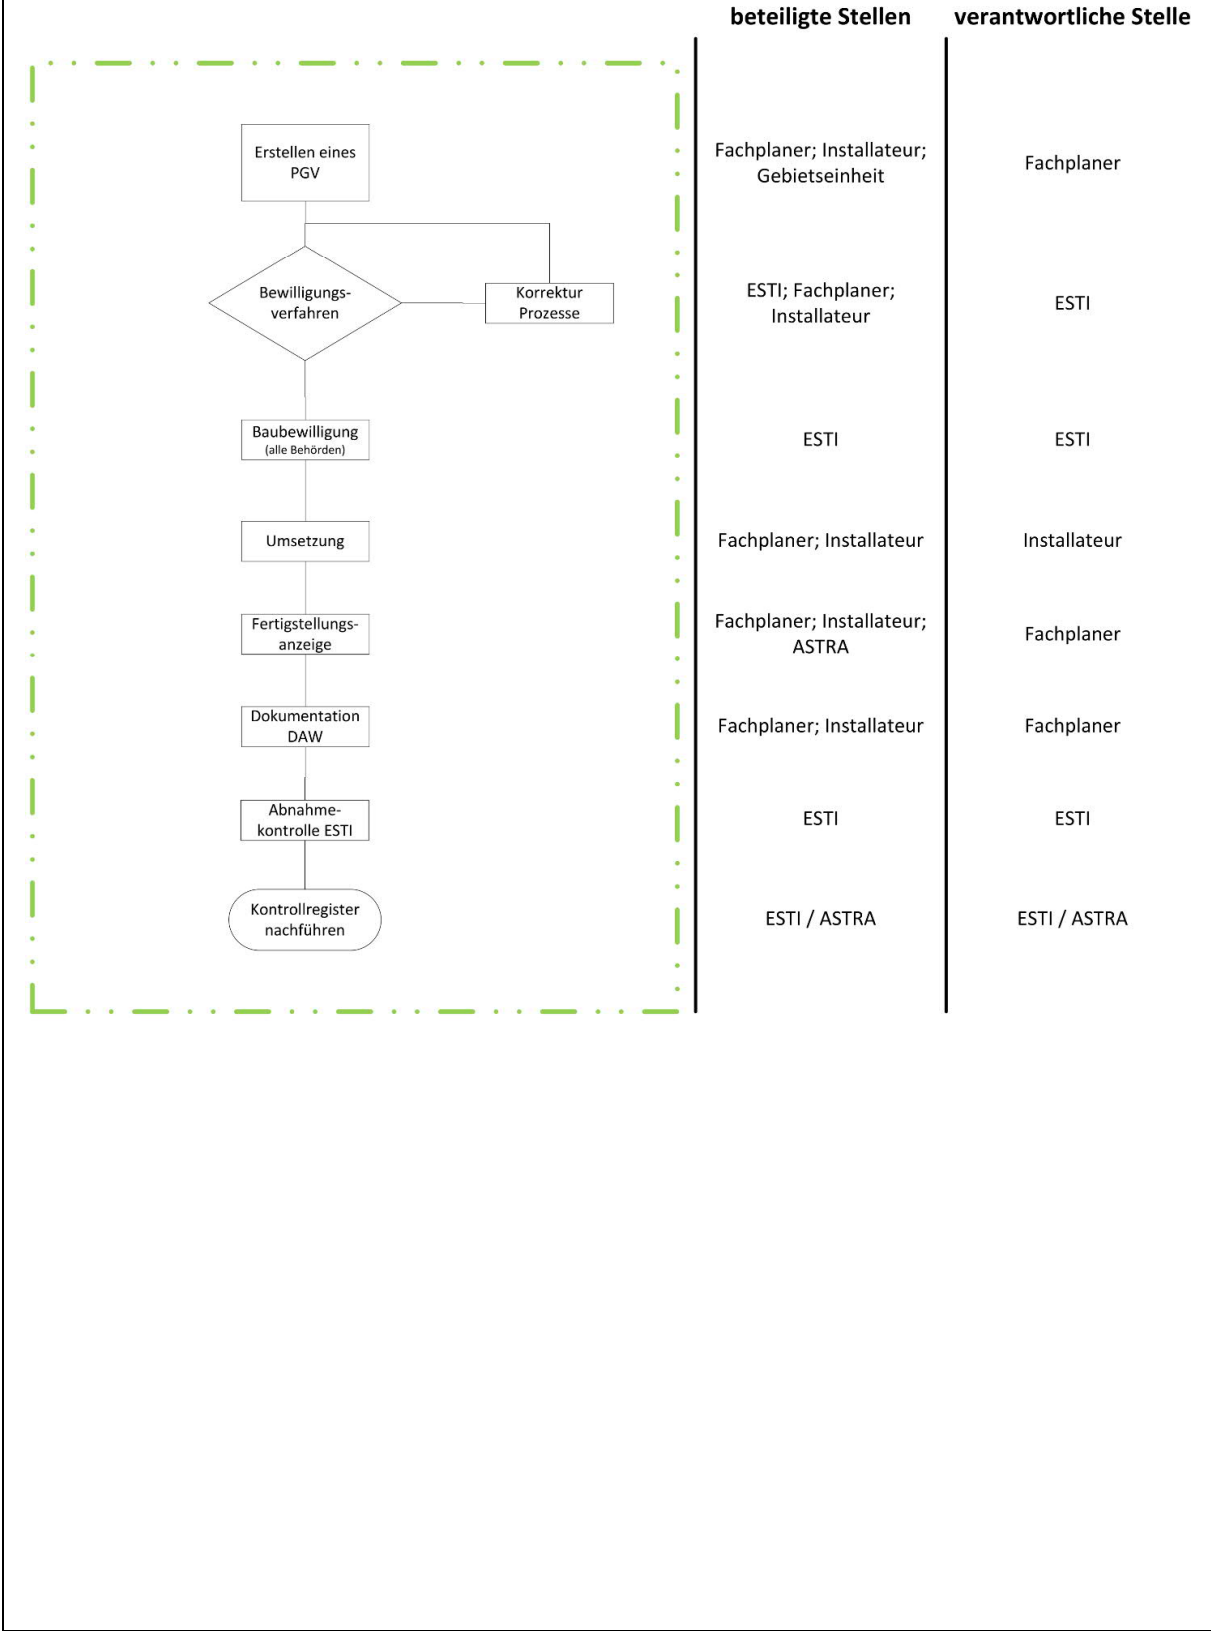 beteiligte Stellen verantwortliche Stelle
Erstellen eines
PGV
Fachplaner; Installateur;
Gebietseinheit
Fachplaner
Bewilligungs-
verfahren
Korrektur
Prozesse
ESTI; Fachplaner;
Installateur
ESTI
Baubewilligung
(alle Behörden)
ESTI
ESTI
Umsetzung
Fachplaner; Installateur
Installateur
Fertigstellungs-
anzeige
Fachplaner; Installateur;
ASTRA
Fachplaner
Dokumentation
DAW
Fachplaner; Installateur
Fachplaner
Abnahme-
kontrolle ESTI
ESTI
ESTI
Kontrollregister
nachführen
ESTI / ASTRA
ESTI / ASTRA